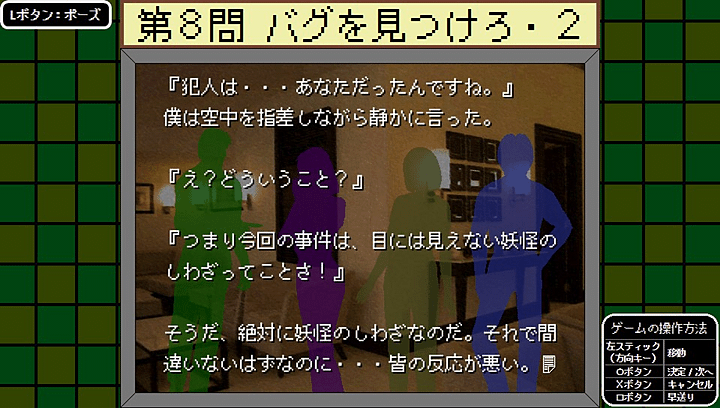 Lボタン：ポーズ
第8問 バグを見つけろ・2
『犯人は・・・あなただったんですね。』
僕は空中を指差しながら静かに言った。
『え？どういうこと？』
『つまり今回の事件は、目には見えない妖怪の
しわざってことさ！』
そうだ、絶対に妖怪のしわざなのだ。それで間
違いないはずなのに・・・皆の反応が悪い。
ゲームの操作方法
左スティック
（方向キー） 移動
Oボタン 決定/次へ
Xボタン キャンセル
ロボタン 早送り